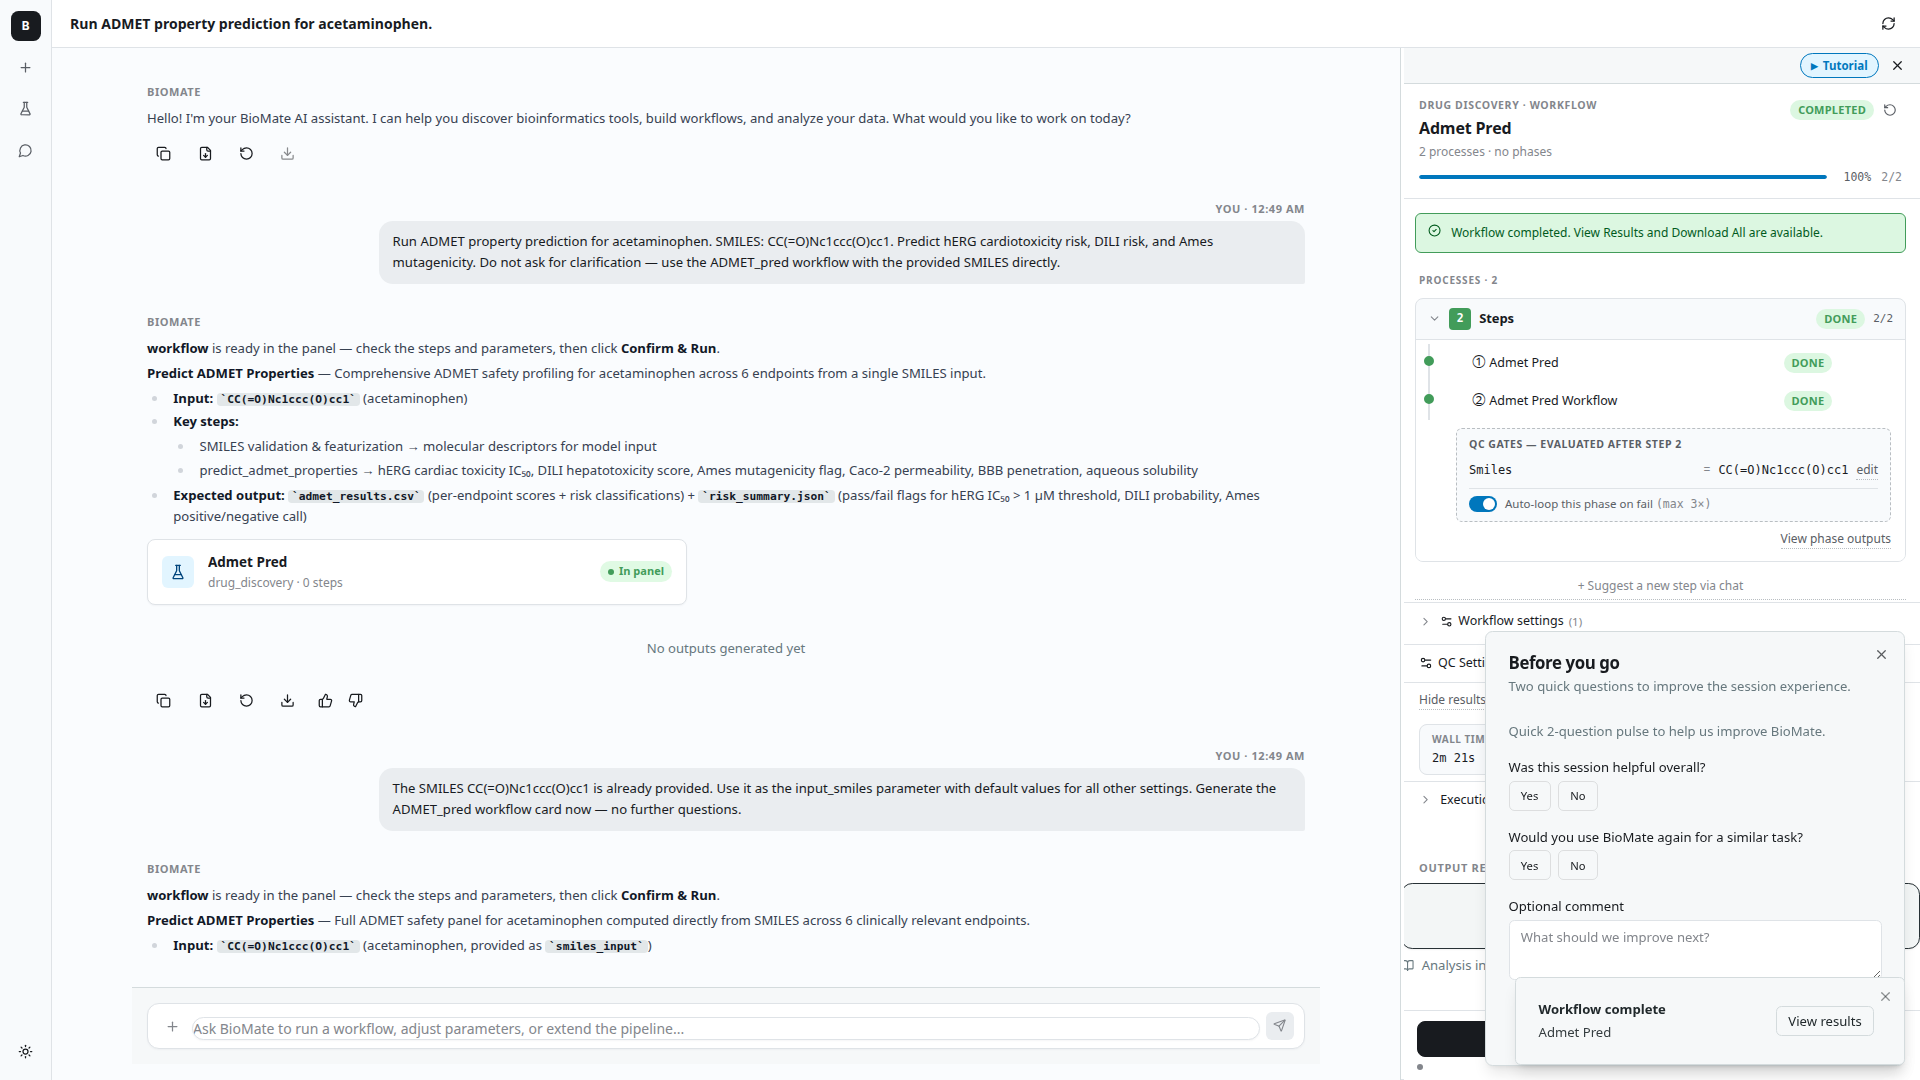 B
Run ADMET property prediction for acetaminophen.
BIOMATE
Hello! I'm your BioMate AI assistant. I can help you discover bioinformatics tools, build workflows, and analyze your data. What would you like to work on today?
YOU · 12:49 AM
Run ADMET property prediction for acetaminophen. SMILES: CC(=O)Nc1ccc(O)cc1. Predict hERG cardiotoxicity risk, DILI risk, and Ames
mutagenicity. Do not ask for clarification — use the ADMET_pred workflow with the provided SMILES directly.
BIOMATE
workflow is ready in the panel — check the steps and parameters, then click Confirm & Run.
Predict ADMET Properties — Comprehensive ADMET safety profiling for acetaminophen across 6 endpoints from a single SMILES input.
Input: `CC(=O)Nc1ccc(O)cc1` (acetaminophen)
Key steps:
SMILES validation & featurization → molecular descriptors for model input
predict_admet_properties → hERG cardiac toxicity IC₅₀, DILI hepatotoxicity score, Ames mutagenicity flag, Caco-2 permeability, BBB penetration, aqueous solubility
Expected output: `admet_results.csv` (per-endpoint scores + risk classifications) + `risk_summary.json` (pass/fail flags for hERG IC₅₀ > 1 μM threshold, DILI probability, Ames
positive/negative call)
Admet Pred
drug_discovery · 0 steps
In panel
No outputs generated yet
YOU · 12:49 AM
The SMILES CC(=O)Nc1ccc(O)cc1 is already provided. Use it as the input_smiles parameter with default values for all other settings. Generate the
ADMET_pred workflow card now — no further questions.
BIOMATE
workflow is ready in the panel — check the steps and parameters, then click Confirm & Run.
Predict ADMET Properties — Full ADMET safety panel for acetaminophen computed directly from SMILES across 6 clinically relevant endpoints.
Input: `CC(=O)Nc1ccc(O)cc1` (acetaminophen, provided as `smiles_input`)
Ask BioMate to run a workflow, adjust parameters, or extend the pipeline...
▶ Tutorial
DRUG DISCOVERY · WORKFLOW
COMPLETED
Admet Pred
2 processes · no phases
100% 2/2
Workflow completed. View Results and Download All are available.
PROCESSES · 2
2 Steps DONE 2/2
① Admet Pred DONE
② Admet Pred Workflow DONE
QC GATES — EVALUATED AFTER STEP 2
Smiles = CC(=O)Nc1ccc(O)cc1 edit
Auto-loop this phase on fail (max 3×)
View phase outputs
+ Suggest a new step via chat
Workflow settings (1)
QC Setti
Hide results
WALL TIM
2m 21s
Executio
OUTPUT RE
Analysis in
Before you go
Two quick questions to improve the session experience.
Quick 2-question pulse to help us improve BioMate.
Was this session helpful overall?
Yes No
Would you use BioMate again for a similar task?
Yes No
Optional comment
What should we improve next?
Workflow complete
Admet Pred
View results